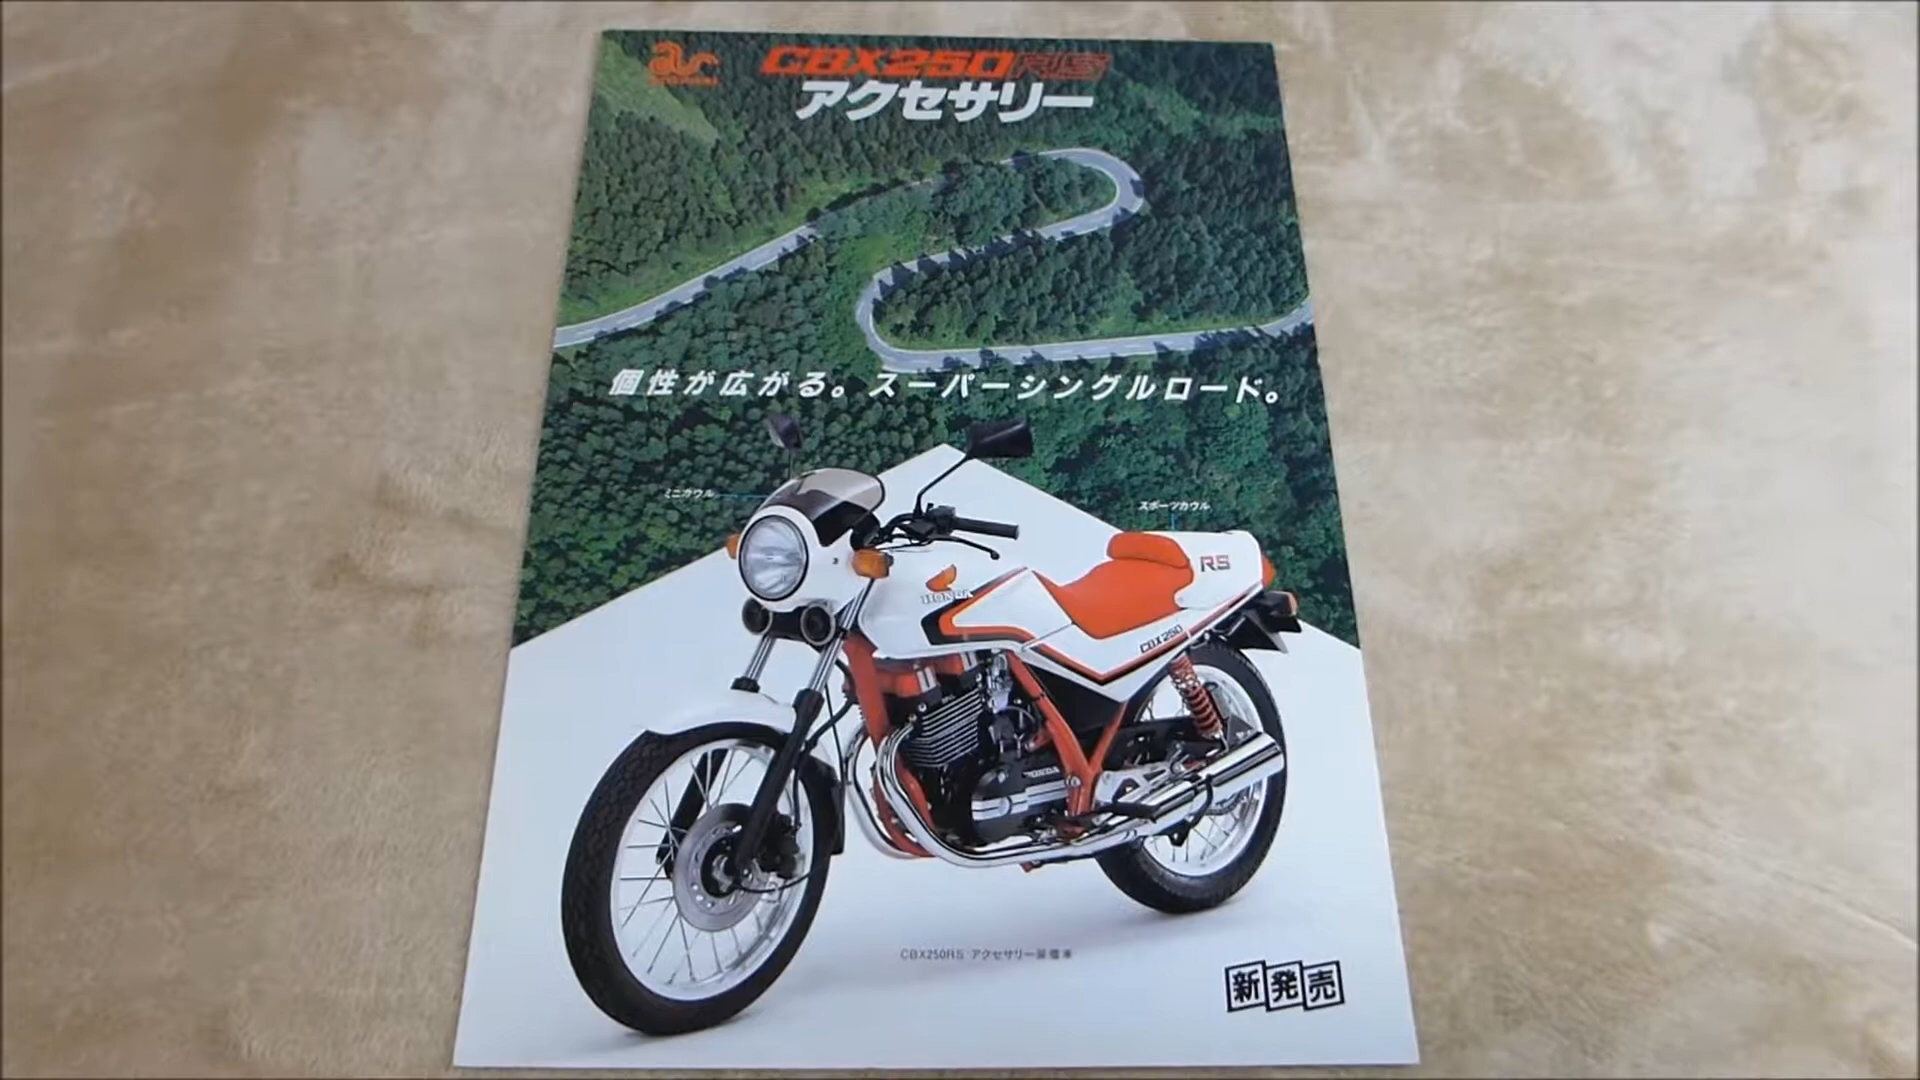 CBX250RS
アクセサリー
個性が広がる。スーパーシングルロード。
ミニカウル
スポーツカウル
RS
HONDA
CBX250
HONDA
CBX250RS アクセサリー装備車
新発売